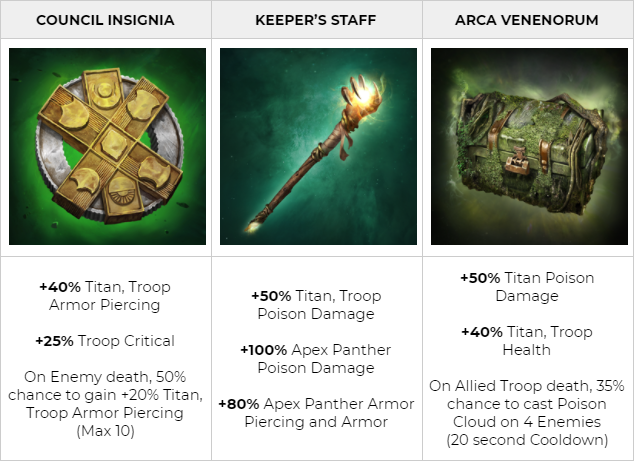 COUNCIL INSIGNIA
KEEPER’S STAFF
ARCA VENENORUM
+40% Titan, Troop
Armor Piercing
+25% Troop Critical
On Enemy death, 50%
chance to gain +20% Titan,
Troop Armor Piercing
(Max 10)
+50% Titan, Troop
Poison Damage
+100% Apex Panther
Poison Damage
+80% Apex Panther Armor
Piercing and Armor
+50% Titan Poison
Damage
+40% Titan, Troop
Health
On Allied Troop death, 35%
chance to cast Poison
Cloud on 4 Enemies
(20 second Cooldown)